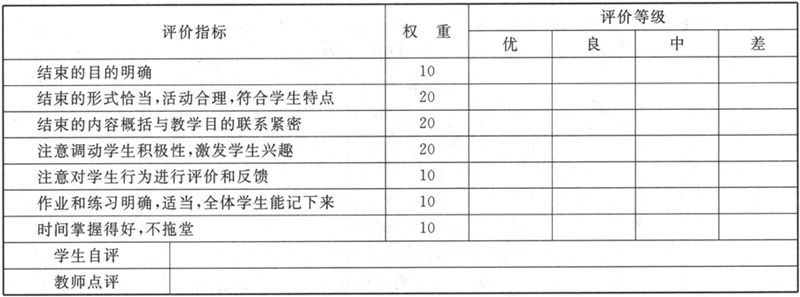 评价指标 权 重 评价等级
优 良 中 差
结束的目的明确 10
结束的形式恰当,活动合理,符合学生特点 20
结束的内容概括与教学目的联系紧密 20
注意调动学生积极性,激发学生兴趣 20
注意对学生行为进行评价和反馈 10
作业和练习明确,适当,全体学生能记下来 10
时间掌握得好,不拖堂 10
学生自评
教师点评